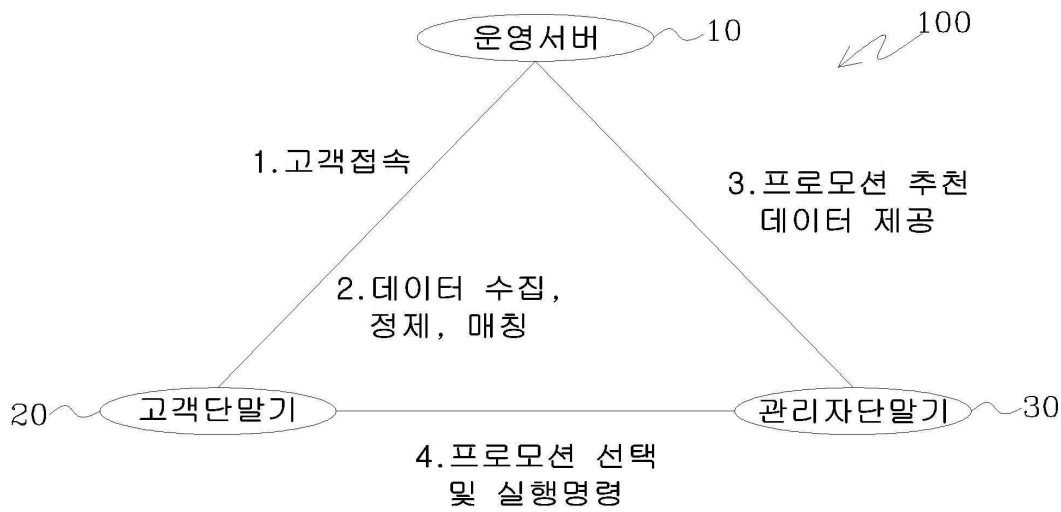 운영서버
10
100
1.고객접속
3.프로모션 추천
데이터 제공
2.데이터 수집,
정제, 매칭
20
고객단말기
관리자단말기
30
4.프로모션 선택
및 실행명령